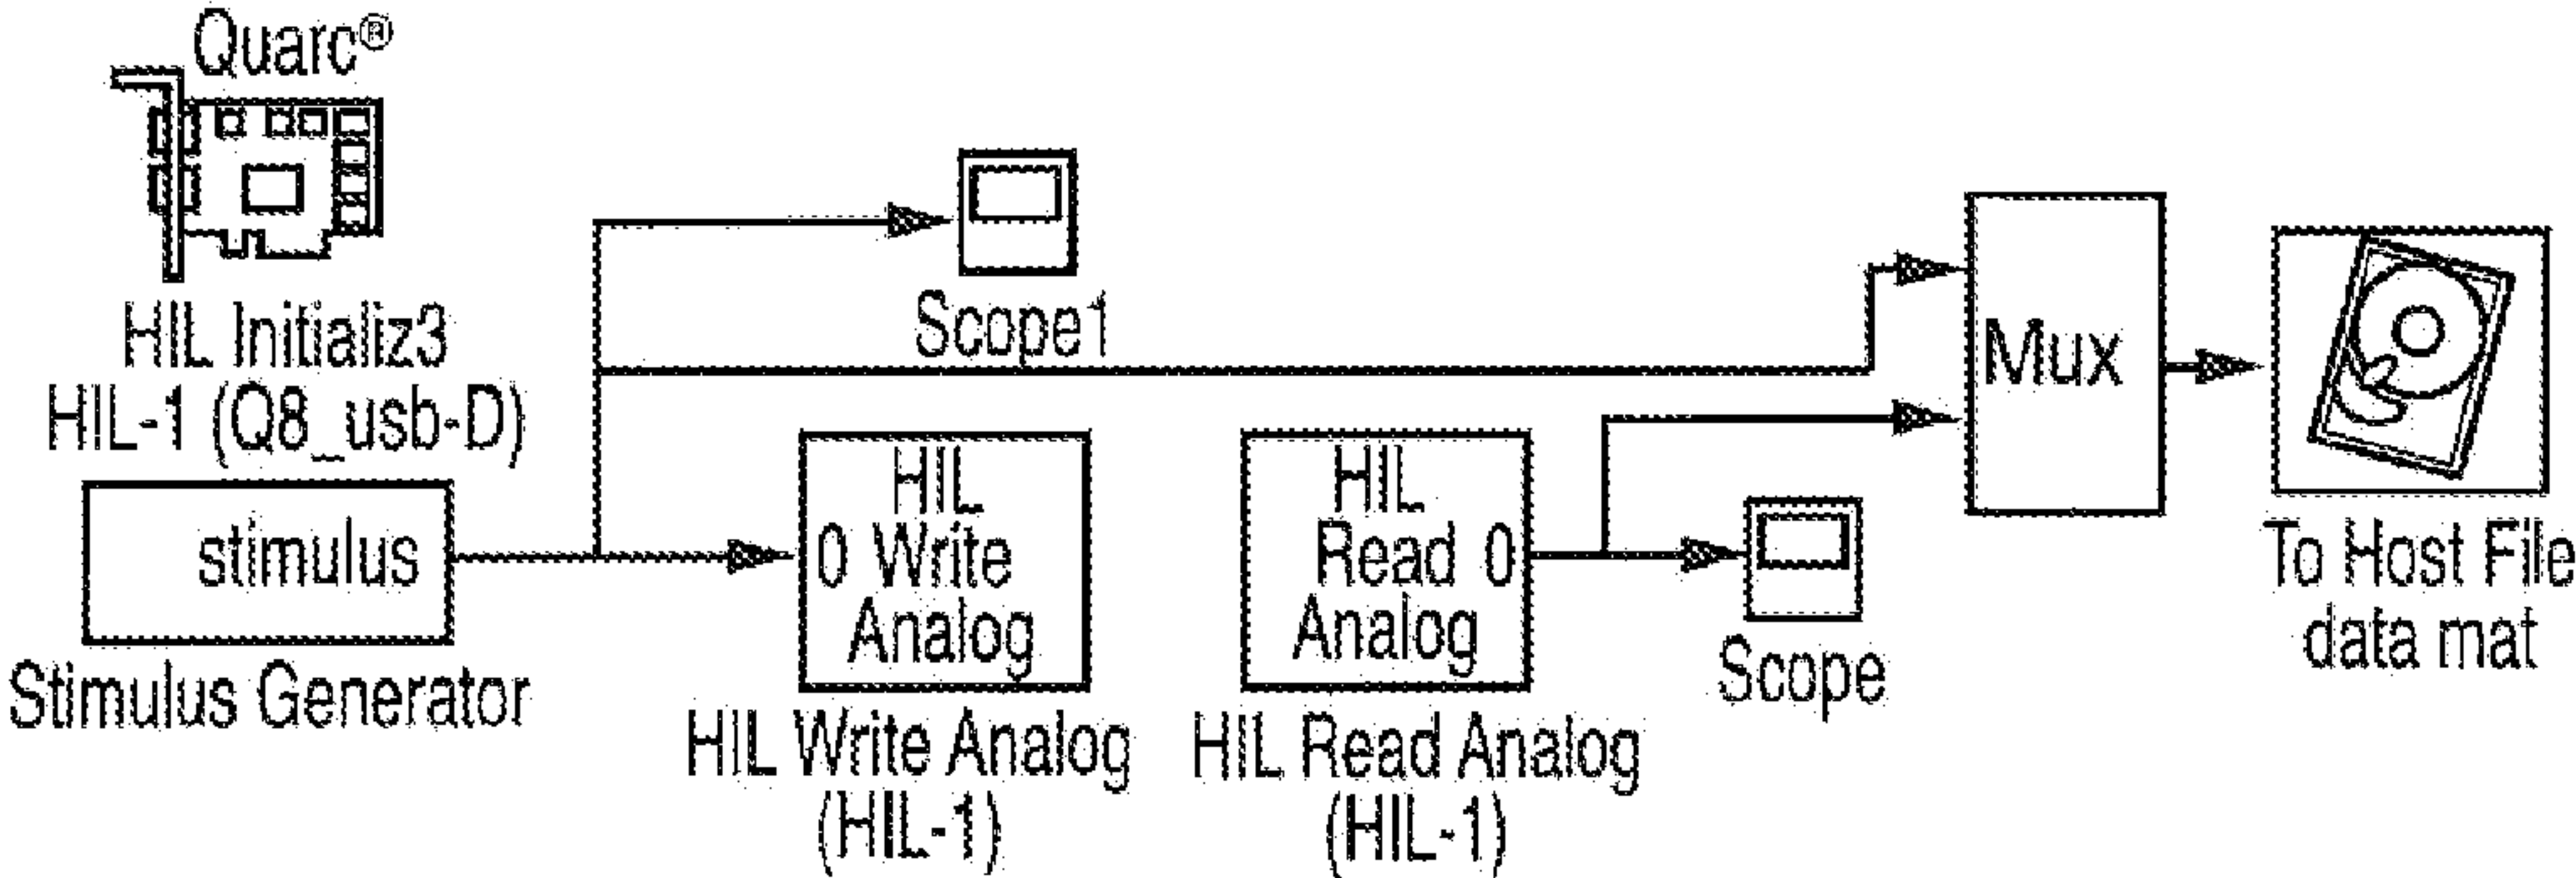 Quarc®
HIL Initializ3
HIL-1 (Q8_usb-D)
stimulus
Stimulus Generator
Scope1
HIL
0 Write
Analog
HIL Write Analog
(HIL-1)
HIL
Read 0
Analog
HIL Read Analog
(HIL-1)
Scope
Mux
To Host File
data mat